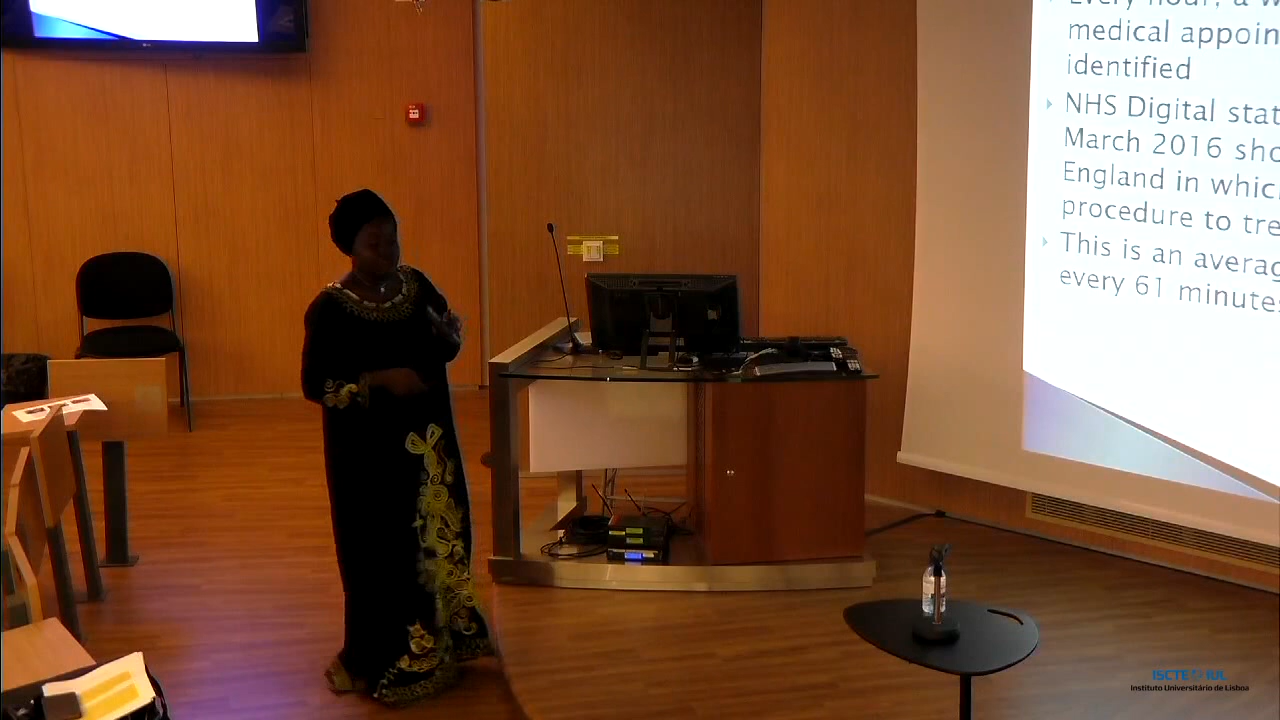 medical appoin
identified
NHS Digital stat
March 2016 sho
England in whic
procedure to tre
This is an averag
every 61 minutes
ISCTE IUL
Instituto Universitário de Lisboa